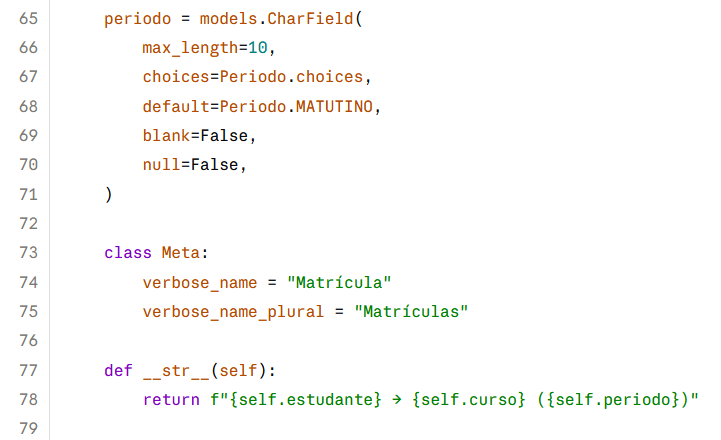 65 periodo = models.CharField(
66 max_length=10,
67 choices=Periodo.choices,
68 default=Periodo.MATUTINO,
69 blank=False,
70 null=False,
71 )
72
73 class Meta:
74 verbose_name = "Matrícula"
75 verbose_name_plural = "Matrículas"
76
77 def __str__(self):
78 return f"{self.estudante} → {self.curso} ({self.periodo})"
79